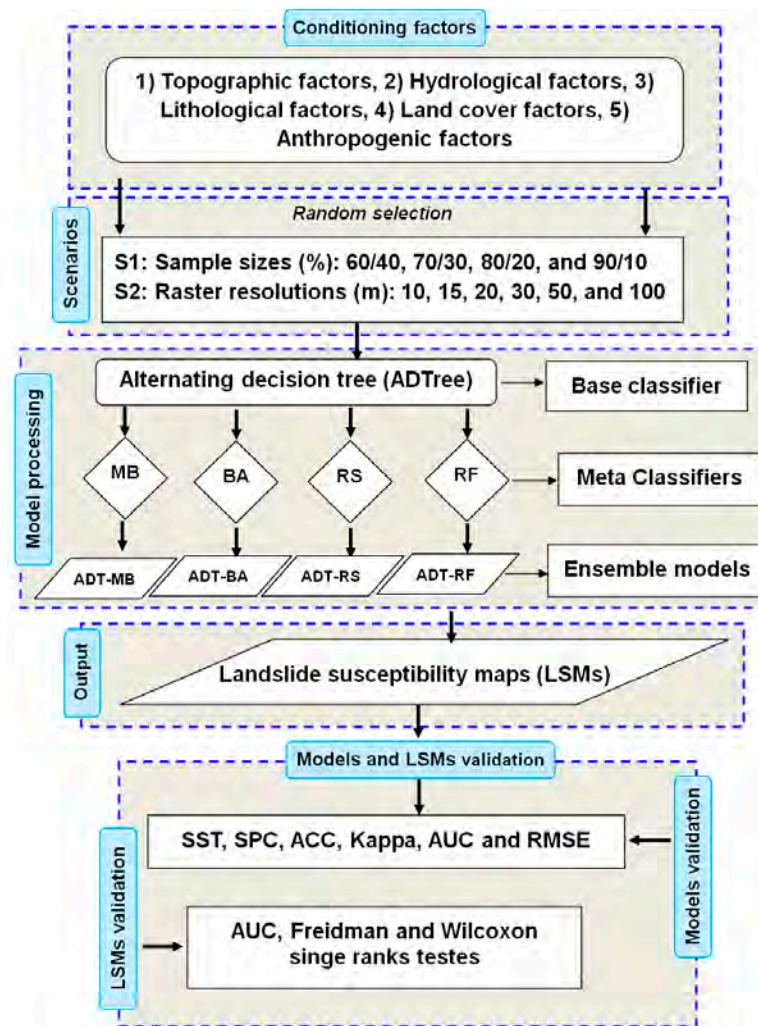 Conditioning factors
1) Topographic factors, 2) Hydrological factors, 3)
Lithological factors, 4) Land cover factors, 5)
Anthropogenic factors
Scenarios
Random selection
S1: Sample sizes (%): 60/40, 70/30, 80/20, and 90/10
S2: Raster resolutions (m): 10, 15, 20, 30, 50, and 100
Model processing
Alternating decision tree (ADTree)
Base classifier
MB
BA
RS
RF
Meta Classifiers
ADT-MB
ADT-BA
ADT-RS
ADT-RF
Ensemble models
Output
Landslide susceptibility maps (LSMs)
Models and LSMs validation
SST, SPC, ACC, Kappa, AUC and RMSE
Models validation
LSMs validation
AUC, Freidman and Wilcoxon
singe ranks testes